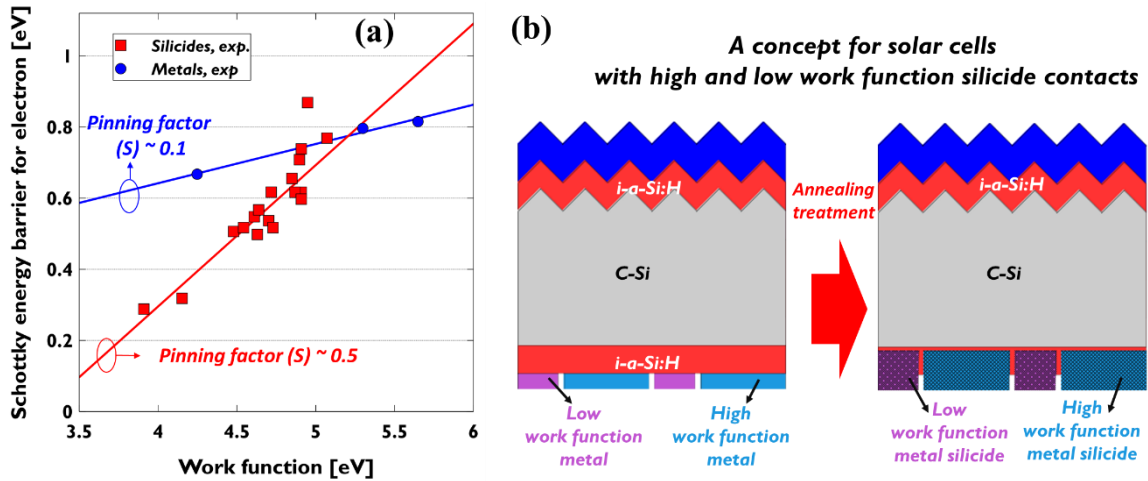 (a)
Silicides, exp.
Metals, exp
Pinning factor
(S) ~ 0.1
Pinning factor (S) ~ 0.5
Schottky energy barrier for electron [eV]
1
0.8
0.6
0.4
0.2
0
3.5 4 4.5 5 5.5 6
Work function [eV]
(b)
A concept for solar cells
with high and low work function silicide contacts
i-a-Si:H
C-Si
i-a-Si:H
Low
work function
metal
High
work function
metal
Annealing
treatment
i-a-Si:H
C-Si
Low
work function
metal silicide
High
work function
metal silicide